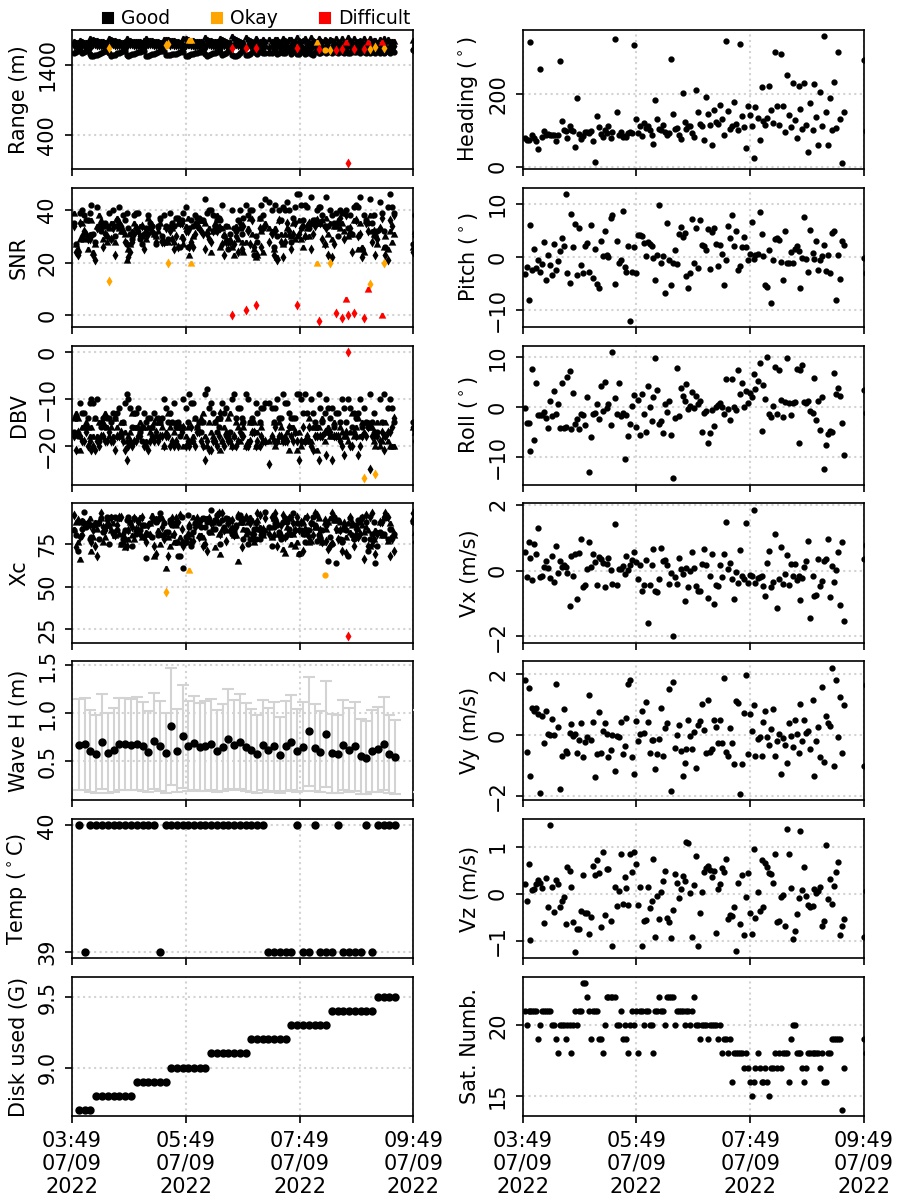 Good Okay Difficult
Range (m)
1400
400
Heading (°)
200
0
SNR
40
20
0
Pitch (°)
10
0
−10
DBV
0
−10
−20
Roll (°)
10
0
−10
Xc
75
50
25
Vx (m/s)
2
0
−2
Wave H (m)
1.5
1.0
0.5
Vy (m/s)
2
0
−2
Temp (°C)
40
39
Vz (m/s)
1
0
−1
Disk used (G)
9.5
9.0
Sat. Numb.
20
15
03:49 05:49 07:49 09:49 03:49 05:49 07:49 09:49
07/09 07/09 07/09 07/09 07/09 07/09 07/09 07/09
2022 2022 2022 2022 2022 2022 2022 2022